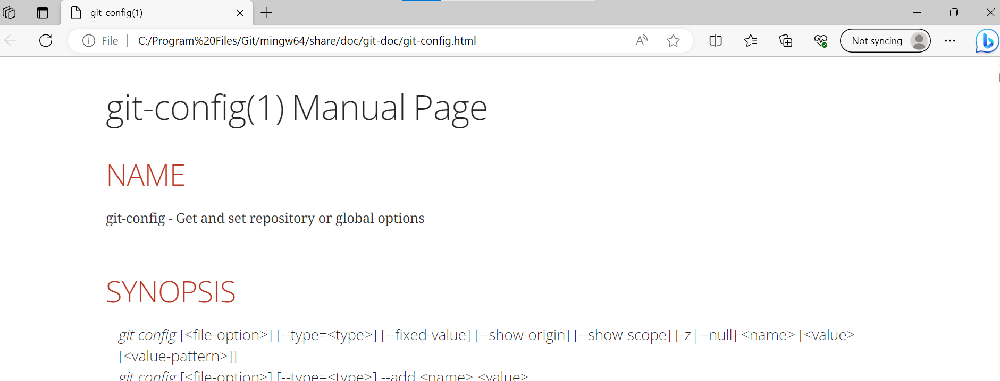 git-config(1)
File
C:/Program%20Files/Git/mingw64/share/doc/git-doc/git-config.html
Not syncing
git-config(1) Manual Page
NAME
git-config - Get and set repository or global options
SYNOPSIS
git config [<file-option>] [--type=<type>] [--fixed-value] [--show-origin] [--show-scope] [-z|--null] <name> [<value>
[<value-pattern>]]
git config [<file-option>] [--type=<type>] --add <name> <value>